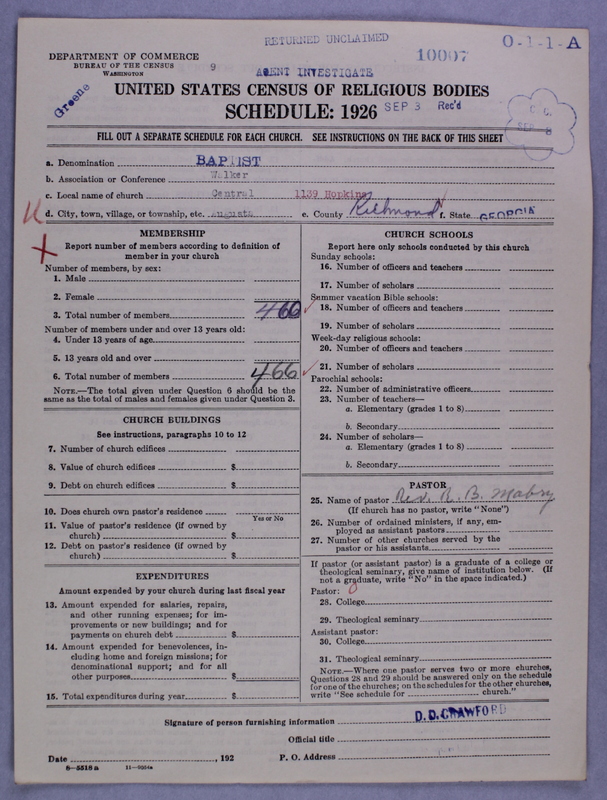 RETURNED UNCLAIMED
10007
O-1-1-A
DEPARTMENT OF COMMERCE
BUREAU OF THE CENSUS
WASHINGTON
9
AGENT INVESTIGATE
Greene
UNITED STATES CENSUS OF RELIGIOUS BODIES
SCHEDULE: 1926
SEP 3 Rec'd
C. G.
SEP 8
FILL OUT A SEPARATE SCHEDULE FOR EACH CHURCH. SEE INSTRUCTIONS ON THE BACK OF THIS SHEET
a. Denomination BAPTIST
b. Association or Conference Walker
c. Local name of church Central 1139 Hopkins
d. City, town, village, or township, etc. Augusta e. County Richmond f. State GEORGIA
MEMBERSHIP
Report number of members according to definition of
member in your church
Number of members, by sex:
1. Male
2. Female
3. Total number of members 466
Number of members under and over 13 years old:
4. Under 13 years of age
5. 13 years old and over
6. Total number of members 466
NOTE.—The total given under Question 6 should be the
same as the total of males and females given under Question 3.
CHURCH BUILDINGS
See instructions, paragraphs 10 to 12
7. Number of church edifices
8. Value of church edifices $
9. Debt on church edifices $
10. Does church own pastor's residence
Yes or No
11. Value of pastor's residence (if owned by
church) $
12. Debt on pastor's residence (if owned by
church) $
EXPENDITURES
Amount expended by your church during last fiscal year
13. Amount expended for salaries, repairs,
and other running expenses; for im-
provements or new buildings; and for
payments on church debt $
14. Amount expended for benevolences, in-
cluding home and foreign missions; for
denominational support; and for all
other purposes $
15. Total expenditures during year $
CHURCH SCHOOLS
Report here only schools conducted by this church
Sunday schools:
16. Number of officers and teachers
17. Number of scholars
Summer vacation Bible schools:
18. Number of officers and teachers
19. Number of scholars
Week-day religious schools:
20. Number of officers and teachers
21. Number of scholars
Parochial schools:
22. Number of administrative officers
23. Number of teachers—
a. Elementary (grades 1 to 8)
b. Secondary
24. Number of scholars—
a. Elementary (grades 1 to 8)
b. Secondary
PASTOR
25. Name of pastor Rev. R. B. Mabry
(If church has no pastor, write "None")
26. Number of ordained ministers, if any, em-
ployed as assistant pastors
27. Number of other churches served by the
pastor or his assistants
If pastor (or assistant pastor) is a graduate of a college or
theological seminary, give name of institution below. (If
not a graduate, write "No" in the space indicated.)
Pastor: 0
28. College
29. Theological seminary
Assistant pastor:
30. College
31. Theological seminary
NOTE.—Where one pastor serves two or more churches,
Questions 28 and 29 should be answered only on the schedule
for one of the churches; on the schedules for the other churches,
write "See schedule for church."
Signature of person furnishing information D. D. CRAWFORD
Official title
Date , 192 P. O. Address
8—5518a 11—9004a